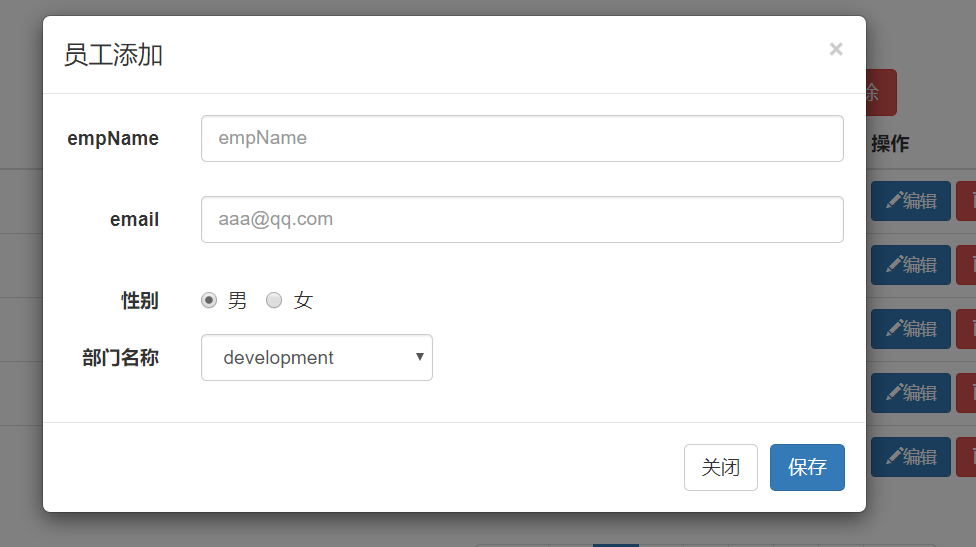 员工添加 ×
除
操作
empName empName
email aaa@qq.com
性别 男 女
部门名称 development
关闭 保存
编辑
编辑
编辑
编辑
编辑